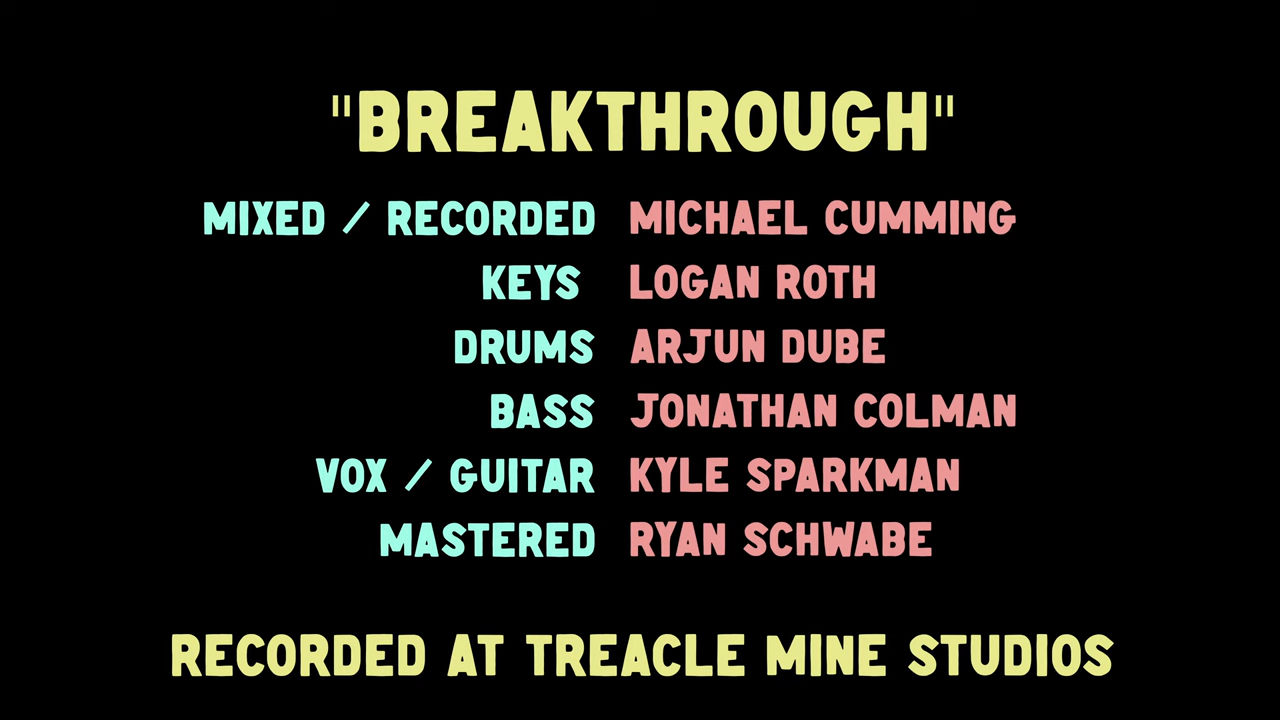 "BREAKTHROUGH"
MIXED / RECORDED MICHAEL CUMMING
KEYS LOGAN ROTH
DRUMS ARJUN DUBE
BASS JONATHAN COLMAN
VOX / GUITAR KYLE SPARKMAN
MASTERED RYAN SCHWABE
RECORDED AT TREACLE MINE STUDIOS